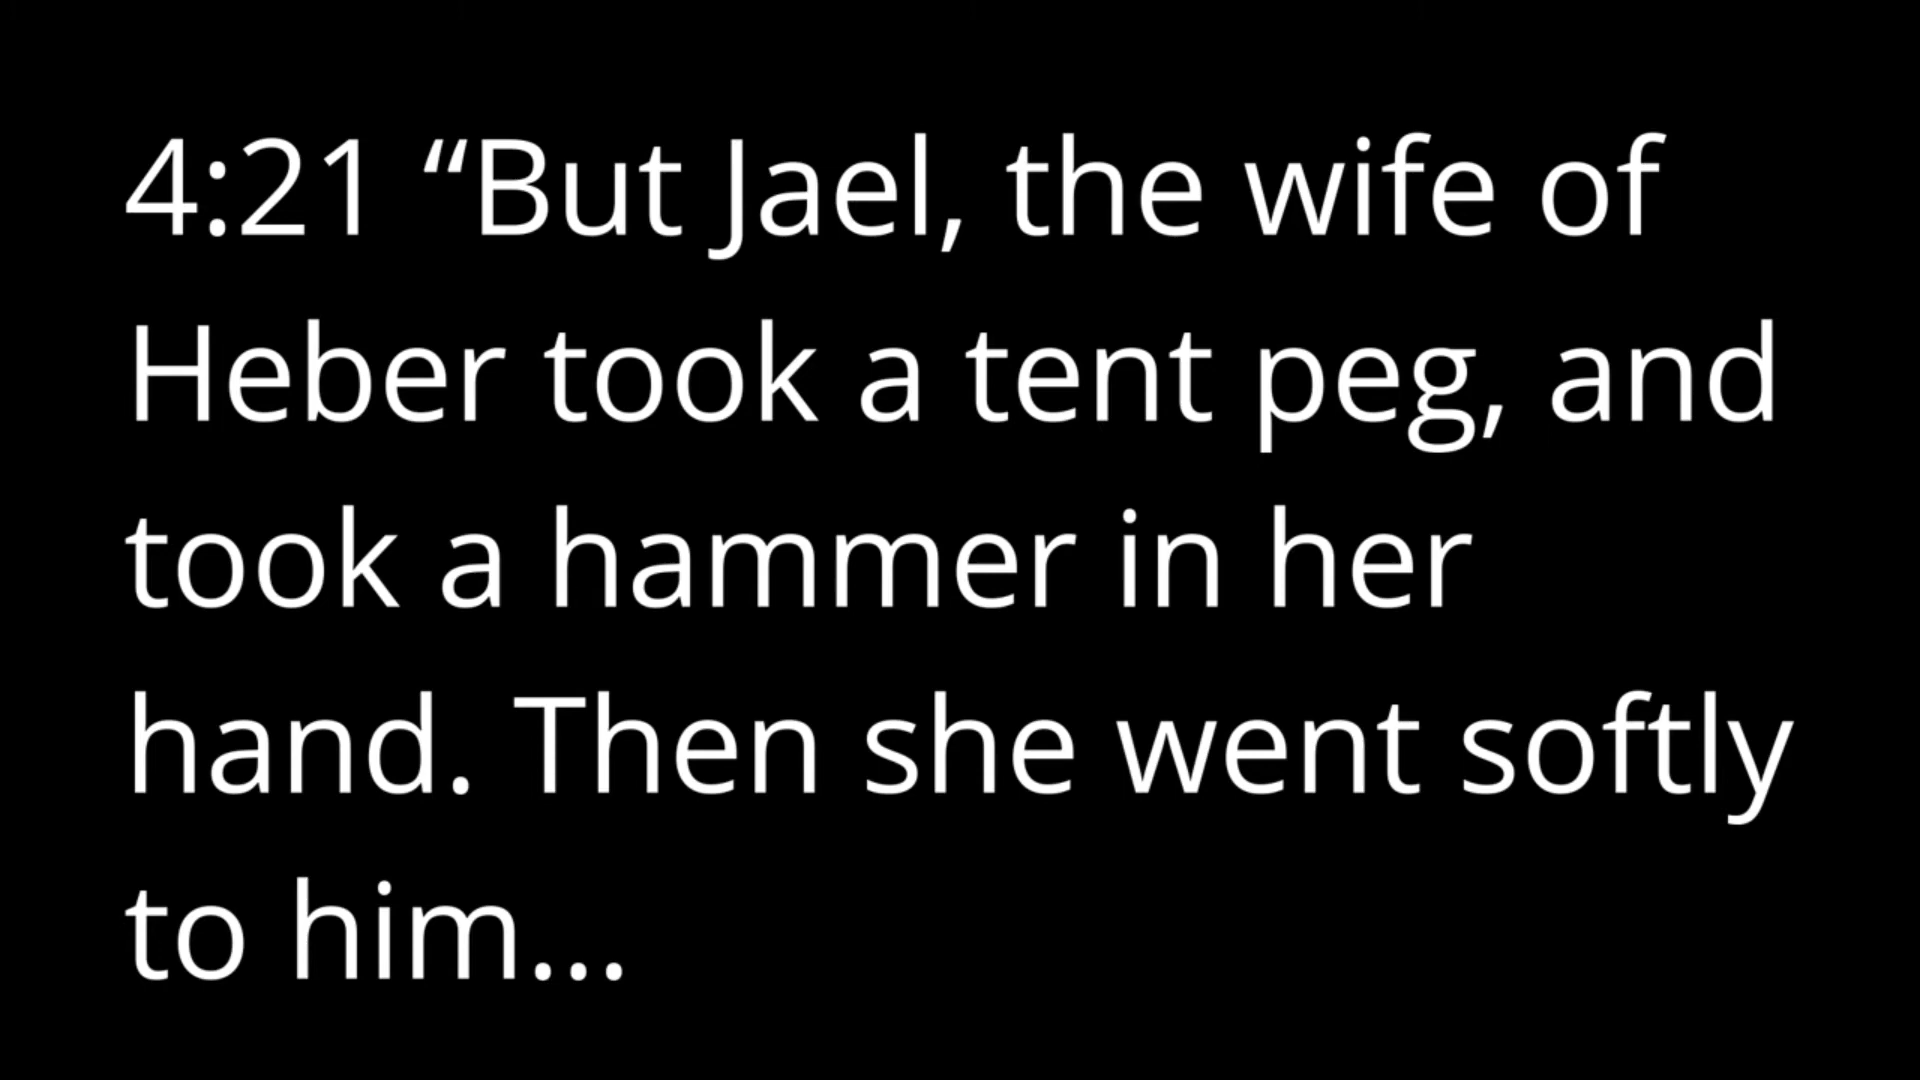 4:21 “But Jael, the wife of
Heber took a tent peg, and
took a hammer in her
hand. Then she went softly
to him...